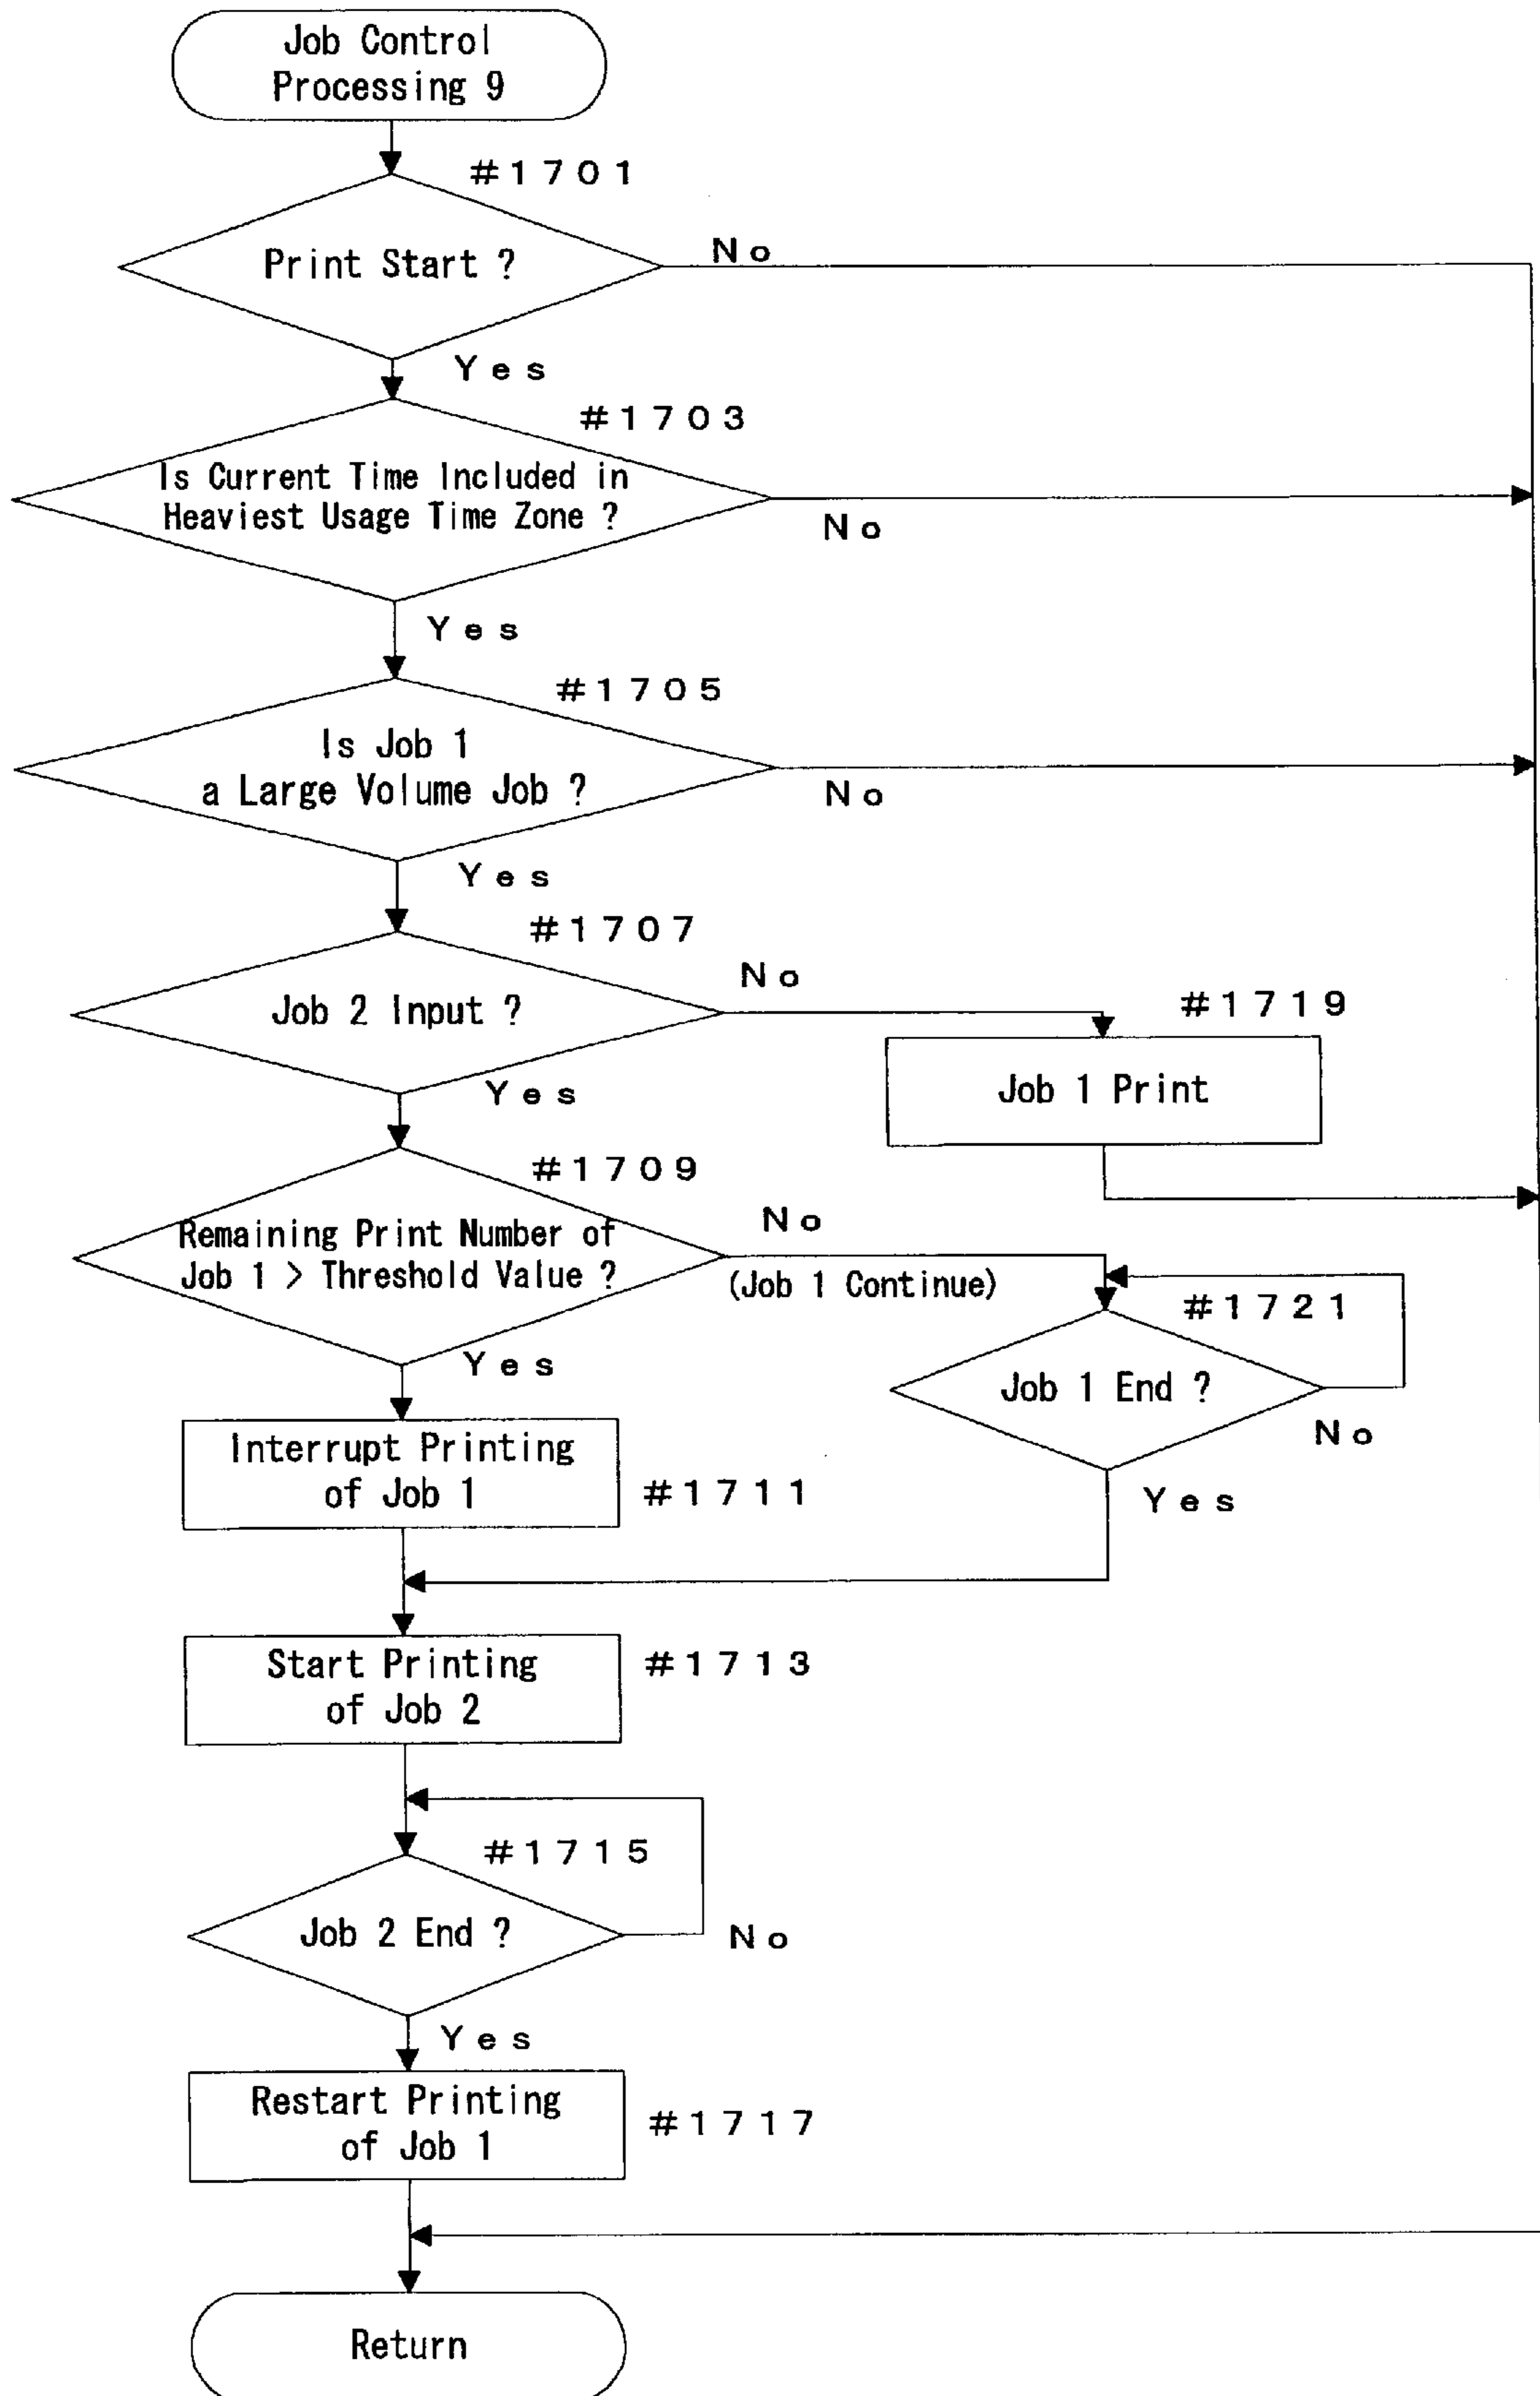 Job Control
Processing 9
#1701
Print Start ?
No
Yes
#1703
Is Current Time Included in
Heaviest Usage Time Zone ?
No
Yes
#1705
Is Job 1
a Large Volume Job ?
No
Yes
#1707
Job 2 Input ?
No
#1719
Job 1 Print
Yes
#1709
Remaining Print Number of
Job 1 > Threshold Value ?
No
(Job 1 Continue)
#1721
Job 1 End ?
No
Yes
Yes
Interrupt Printing
of Job 1
#1711
Start Printing
of Job 2
#1713
#1715
Job 2 End ?
No
Yes
Restart Printing
of Job 1
#1717
Return